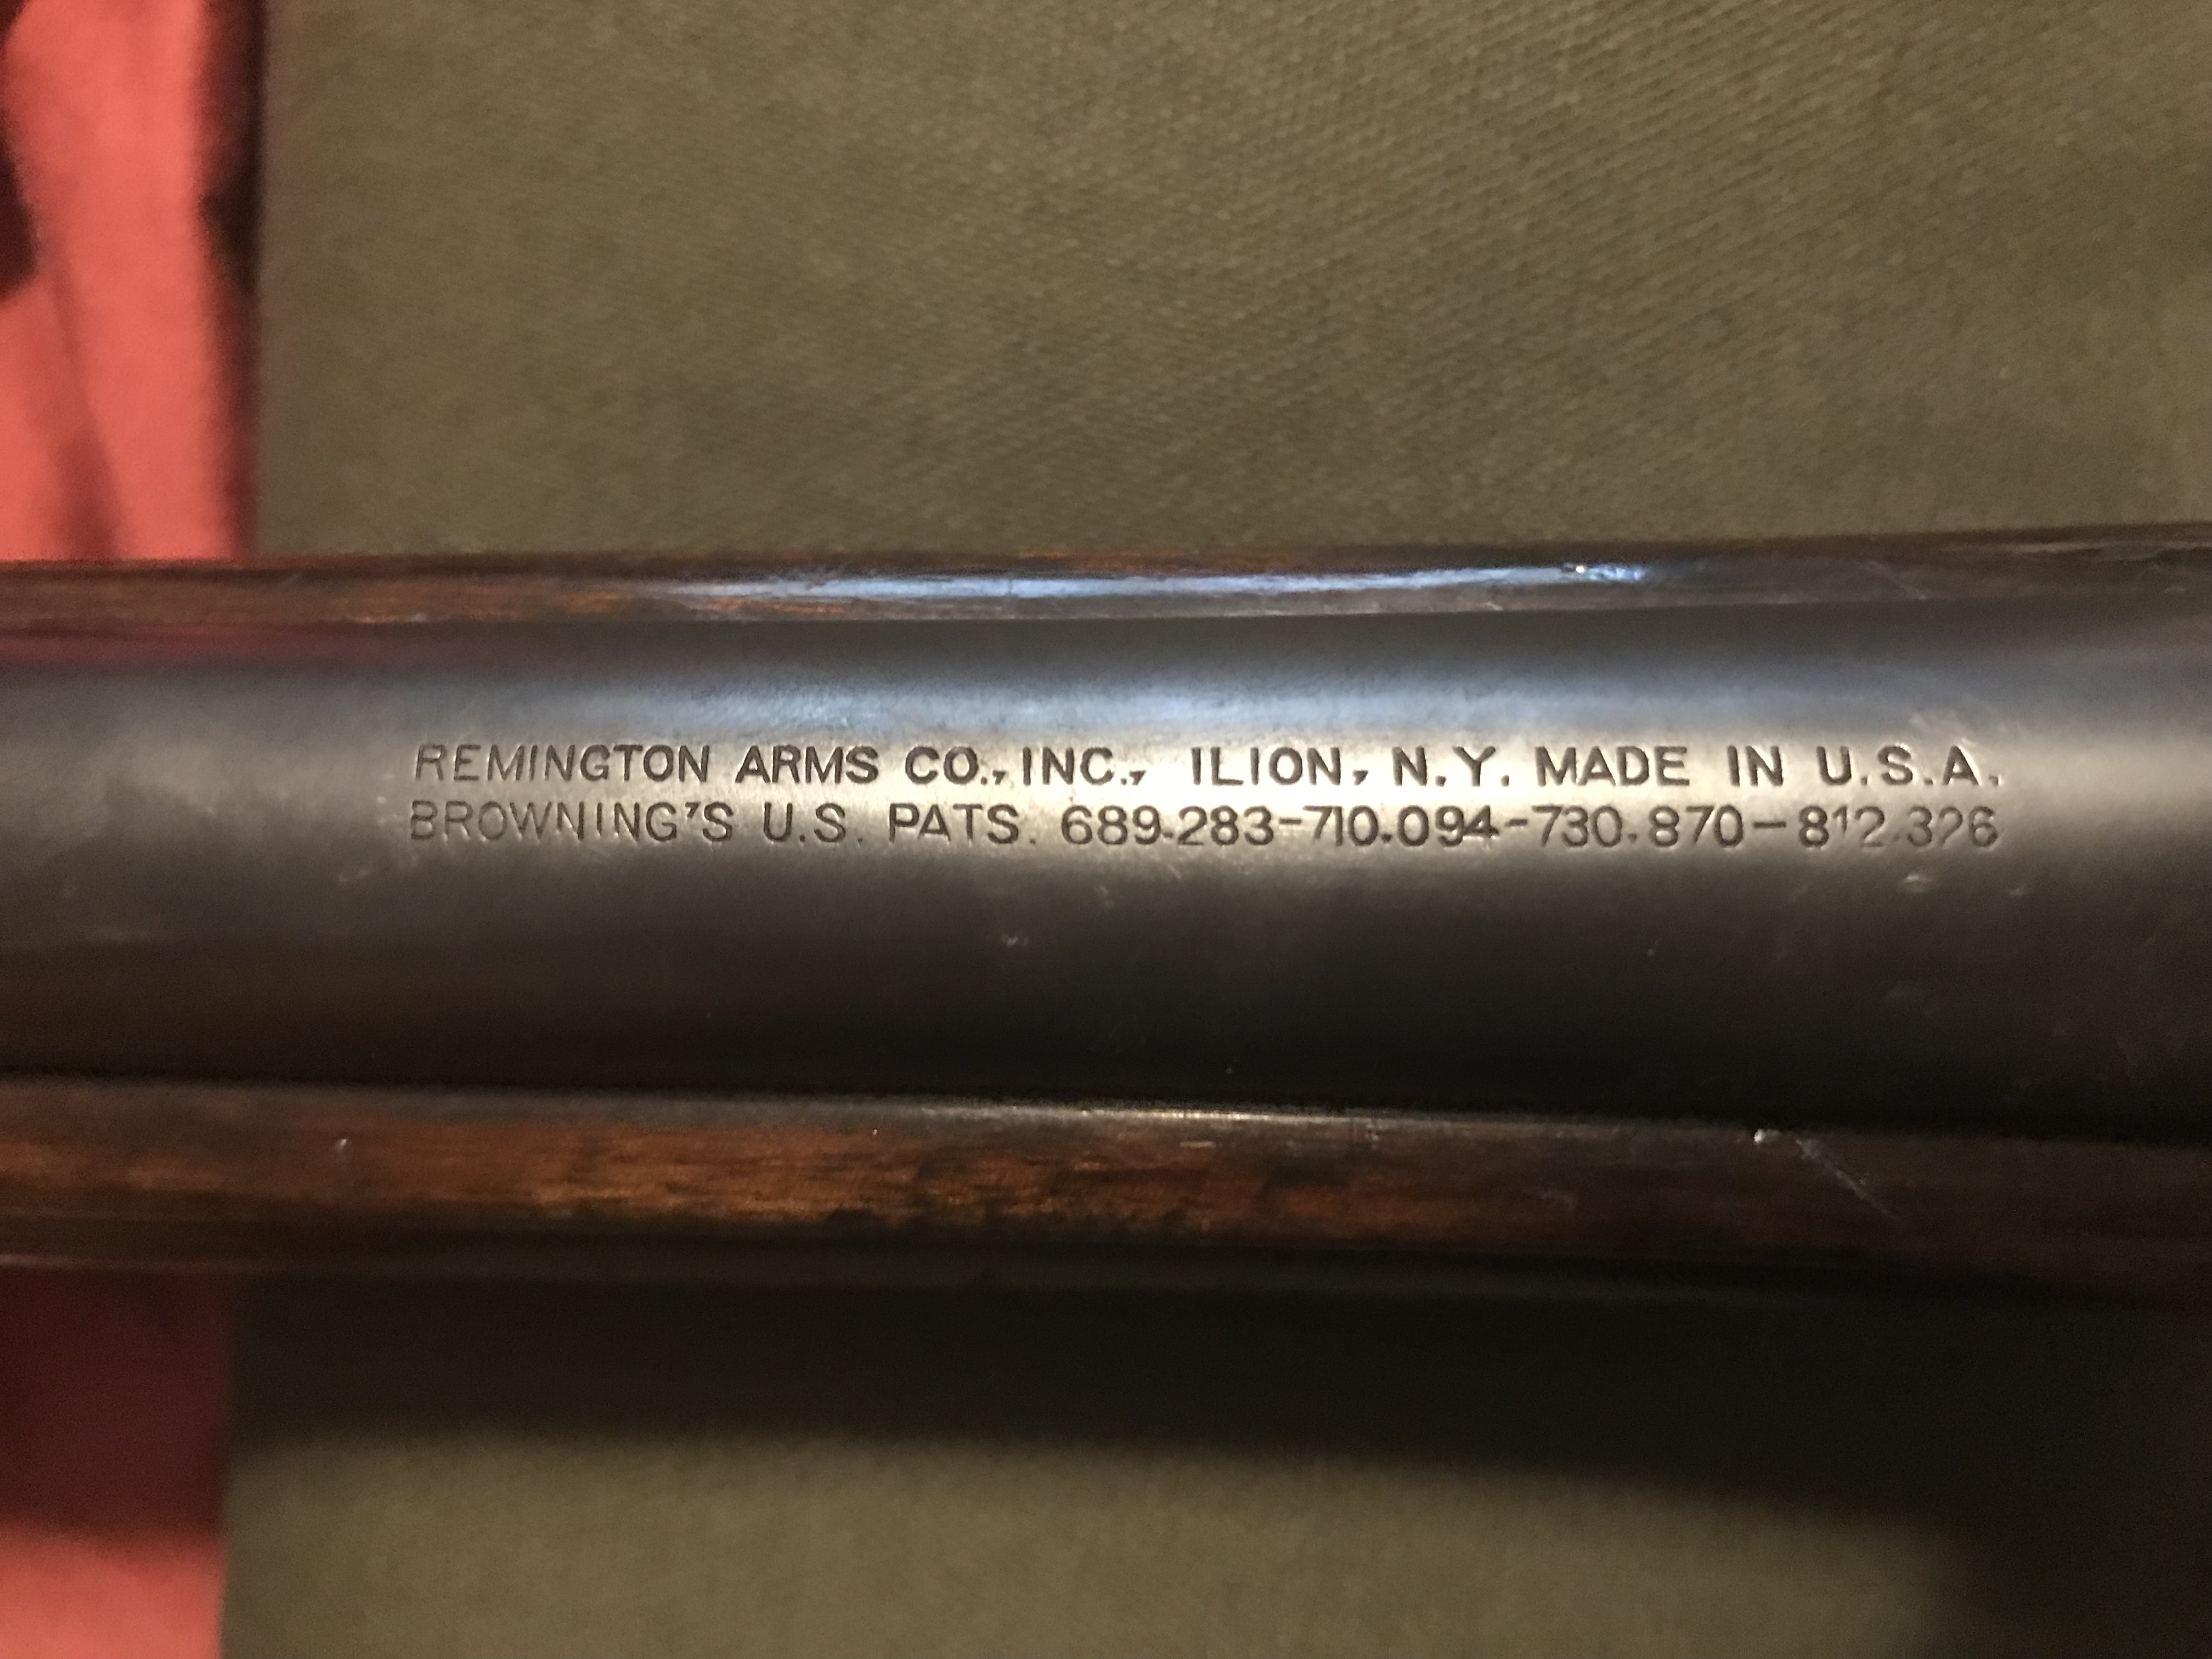 REMINGTON ARMS CO., INC., ILION, N.Y. MADE IN U.S.A.
BROWNING'S U.S. PATS. 689.283-710.094-730.870-812.326